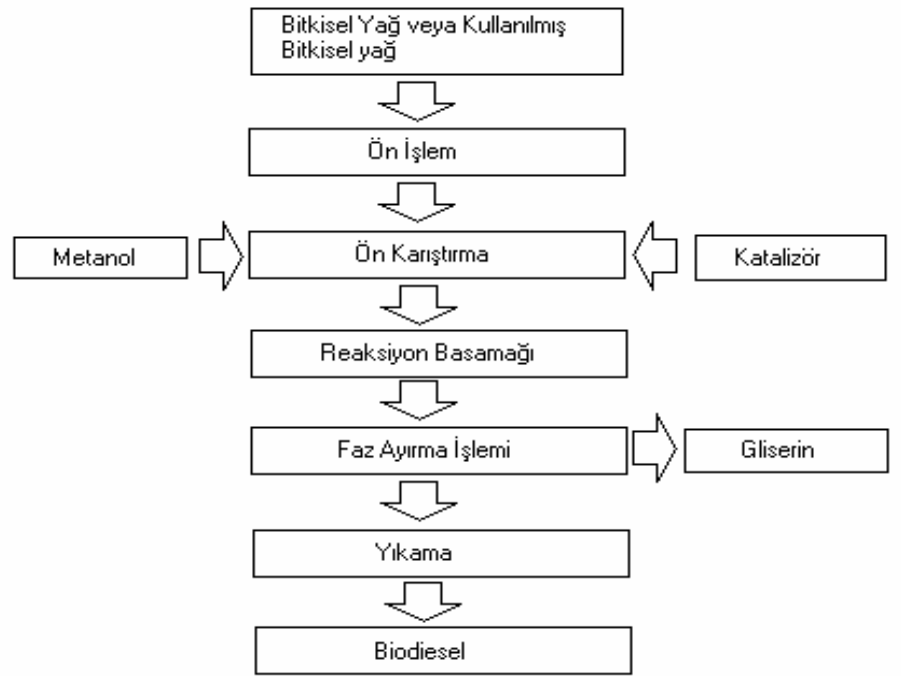 Bitkisel Yağ veya Kullanılmış
Bitkisel yağ
Ön İşlem
Metanol
Ön Karıştırma
Katalizör
Reaksiyon Basamağı
Faz Ayırma İşlemi
Gliserin
Yıkama
Biodiesel